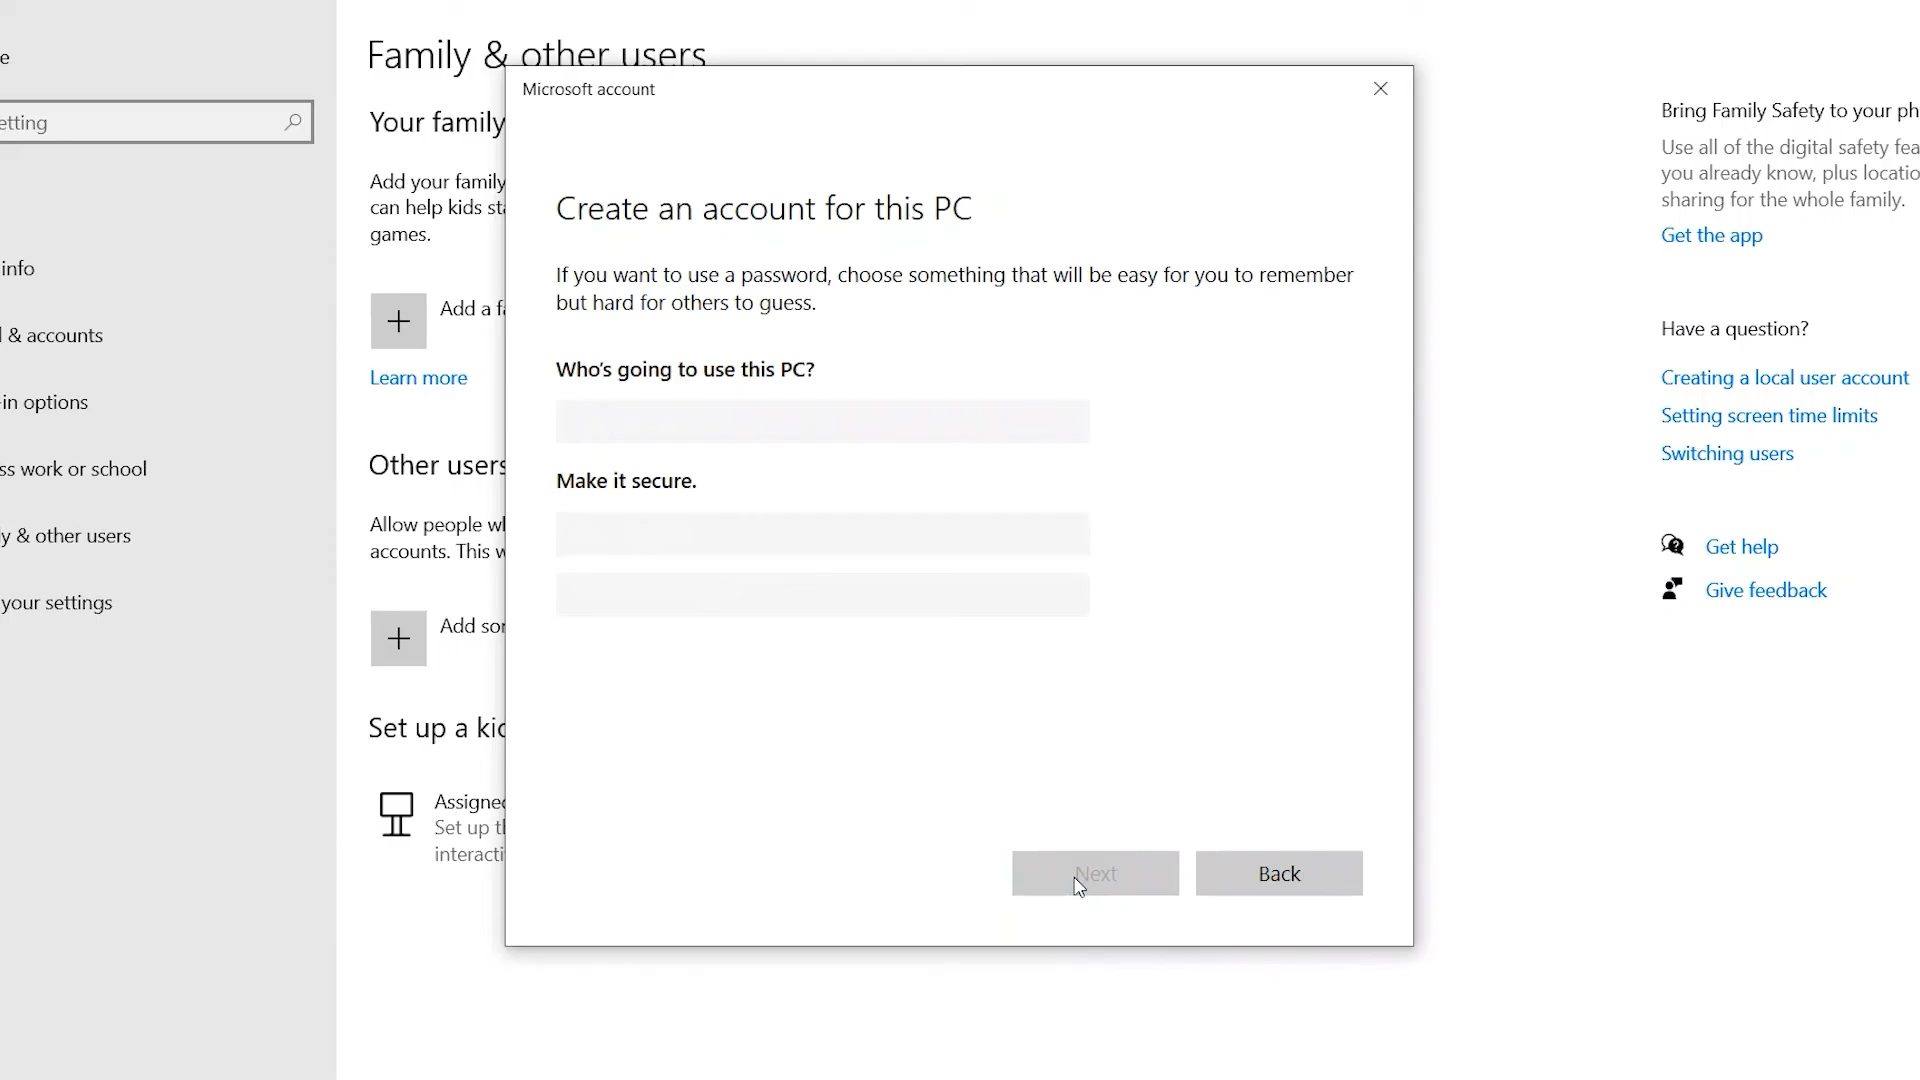 e
etting
info
l & accounts
-in options
ss work or school
y & other users
your settings
Family & other users
Your family
Add your family
can help kids sta
games.
Add a fa
Learn more
Other users
Allow people wh
accounts. This w
Add sor
Set up a kio
Assigned
Set up th
interacti
Microsoft account
Create an account for this PC
If you want to use a password, choose something that will be easy for you to remember
but hard for others to guess.
Who's going to use this PC?
Make it secure.
Next
Back
Bring Family Safety to your ph
Use all of the digital safety fea
you already know, plus locatio
sharing for the whole family.
Get the app
Have a question?
Creating a local user account
Setting screen time limits
Switching users
Get help
Give feedback